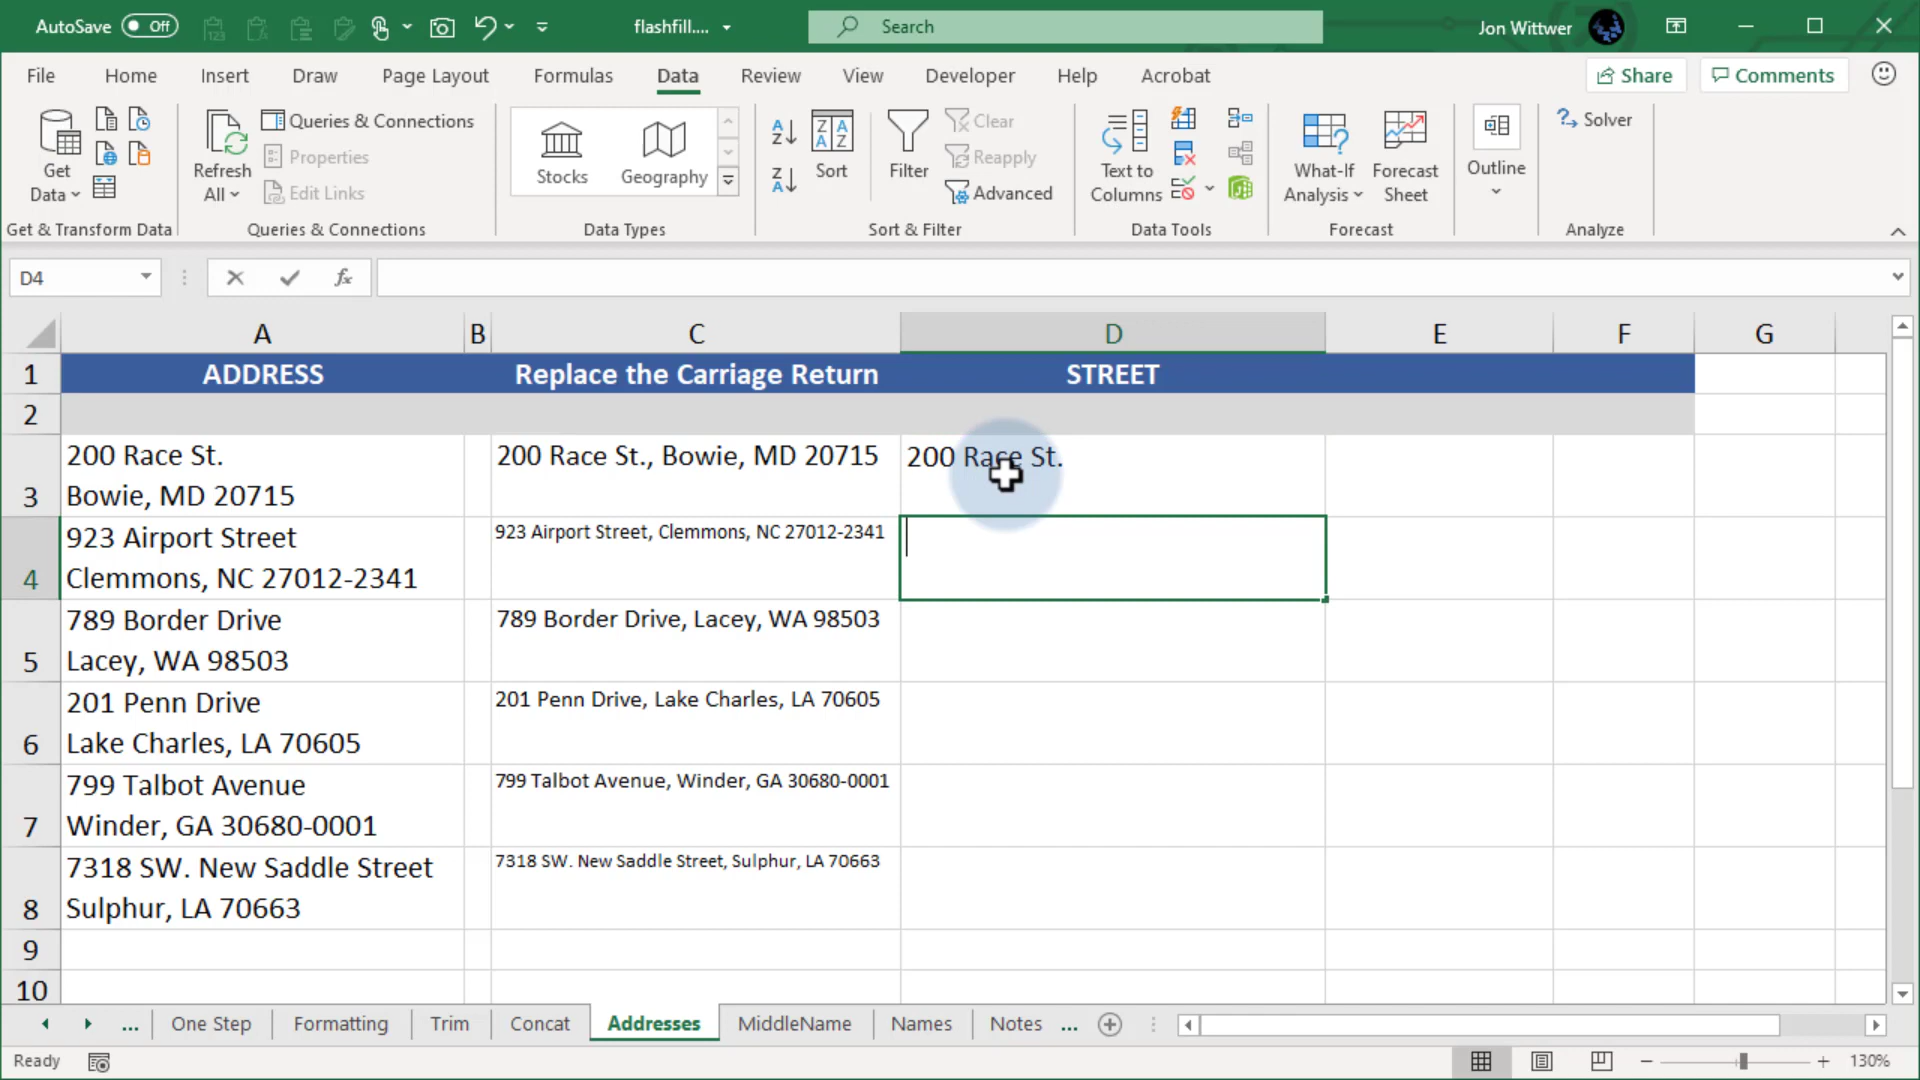 AutoSave Off
flashfill....
Search
Jon Wittwer
File Home Insert Draw Page Layout Formulas Data Review View Developer Help Acrobat
Share
Comments
Get
Data
Get & Transform Data
Refresh
All
Queries & Connections
Properties
Edit Links
Queries & Connections
Stocks
Geography
Data Types
Sort
Filter
Clear
Reapply
Advanced
Sort & Filter
Text to
Columns
Data Tools
What-If
Analysis
Forecast
Sheet
Forecast
Outline
Solver
Analyze
D4
fx
A B C D E F G
1 ADDRESS Replace the Carriage Return STREET
2
3 200 Race St.
Bowie, MD 20715
200 Race St., Bowie, MD 20715
200 Race St.
4 923 Airport Street
Clemmons, NC 27012-2341
923 Airport Street, Clemmons, NC 27012-2341
5 789 Border Drive
Lacey, WA 98503
789 Border Drive, Lacey, WA 98503
6 201 Penn Drive
Lake Charles, LA 70605
201 Penn Drive, Lake Charles, LA 70605
7 799 Talbot Avenue
Winder, GA 30680-0001
799 Talbot Avenue, Winder, GA 30680-0001
8 7318 SW. New Saddle Street
Sulphur, LA 70663
7318 SW. New Saddle Street, Sulphur, LA 70663
9
10
... One Step Formatting Trim Concat Addresses MiddleName Names Notes ...
Ready
130%